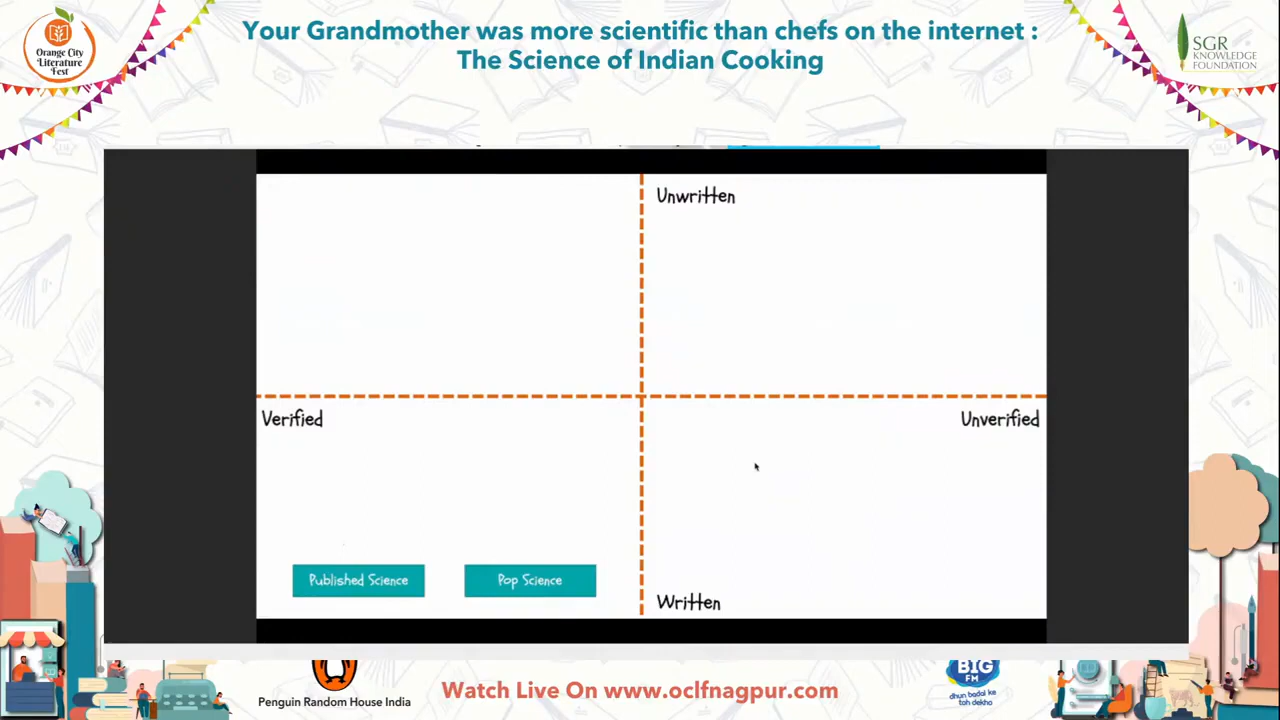 Your Grandmother was more scientific than chefs on the internet :
The Science of Indian Cooking
Orange City
Literature
Fest
SGR
KNOWLEDGE
FOUNDATION
Unwritten
Verified
Unverified
Published Science
Pop Science
Written
Penguin Random House India
Watch Live On www.oclfnagpur.com
BIG
FM
dhun badal ke
toh dekho